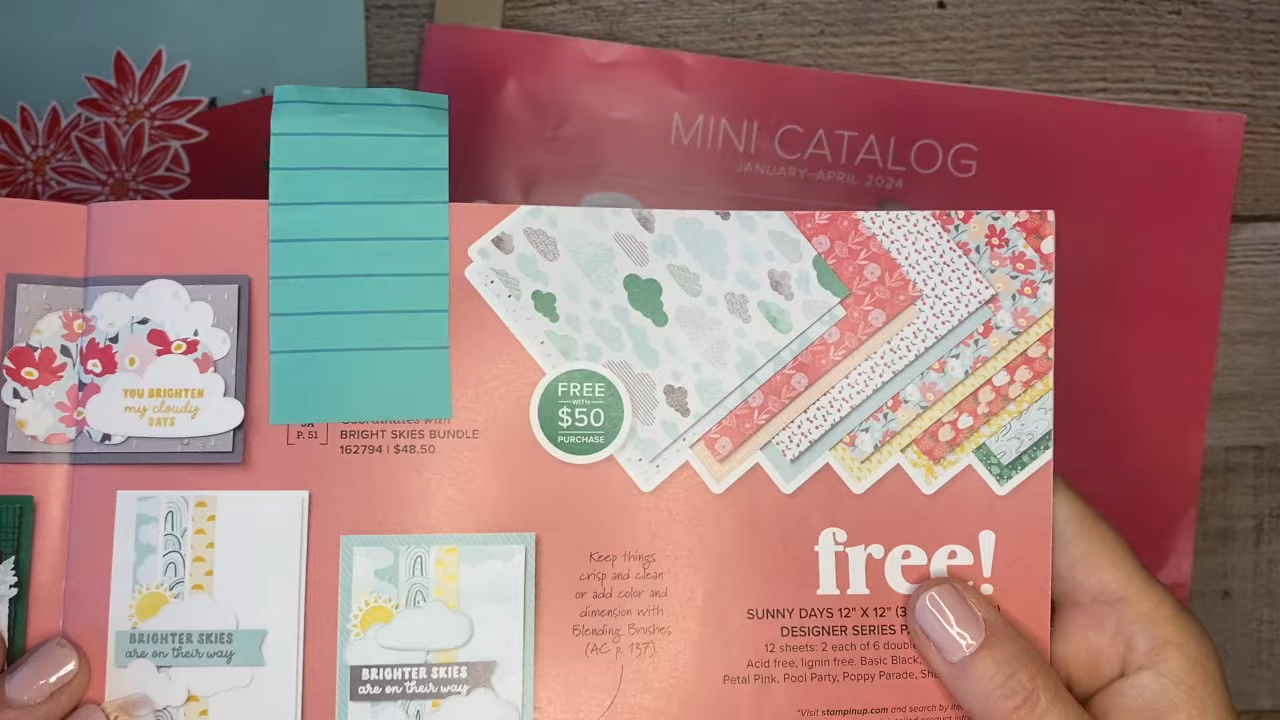 MINI CATALOG
JANUARY–APRIL 2024
YOU BRIGHTEN
my cloudy
DAYS
P. 51
Coordinates with
BRIGHT SKIES BUNDLE
162794 | $48.50
FREE
WITH
$50
PURCHASE
BRIGHTER SKIES
are on their way
BRIGHTER SKIES
are on their way
Keep things
crisp and clean
or add color and
dimension with
Blending Brushes
(AC p. 137).
free!
SUNNY DAYS 12" X 12" (3
DESIGNER SERIES
12 sheets: 2 each of 6
Acid free, lignin free. Basic Black,
Petal Pink, Pool Party, Poppy Parade,
*Visit stampinup.com and search by